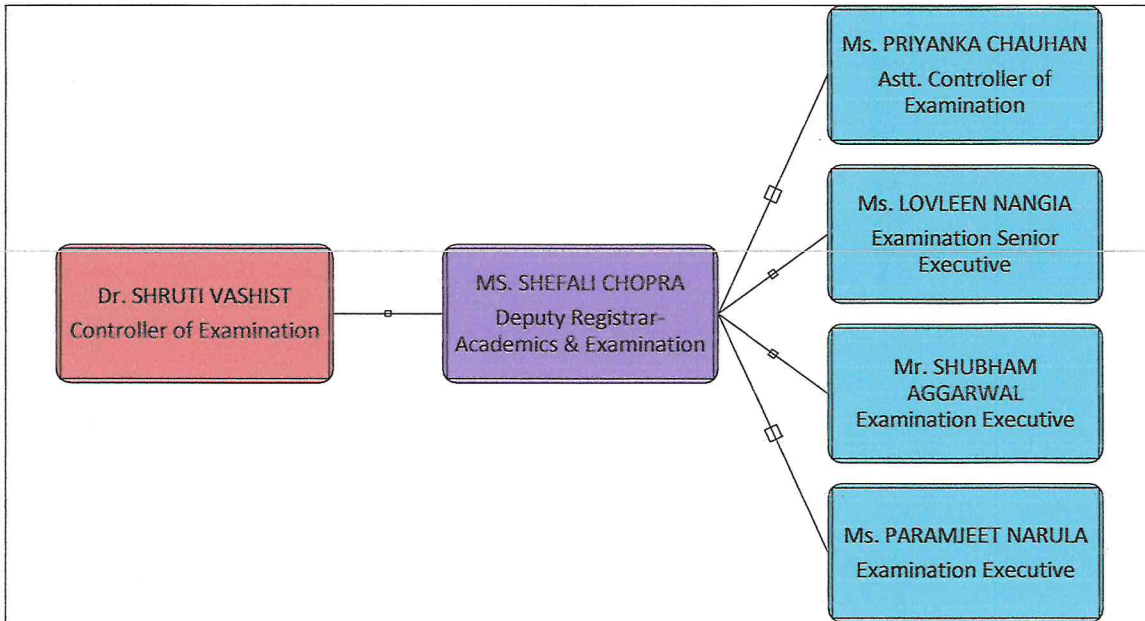 Dr. SHRUTI VASHIST
Controller of Examination
MS. SHEFALI CHOPRA
Deputy Registrar-
Academics & Examination
Ms. PRIYANKA CHAUHAN
Astt. Controller of
Examination
Ms. LOVLEEN NANGIA
Examination Senior
Executive
Mr. SHUBHAM
AGGARWAL
Examination Executive
Ms. PARAMJEET NARULA
Examination Executive